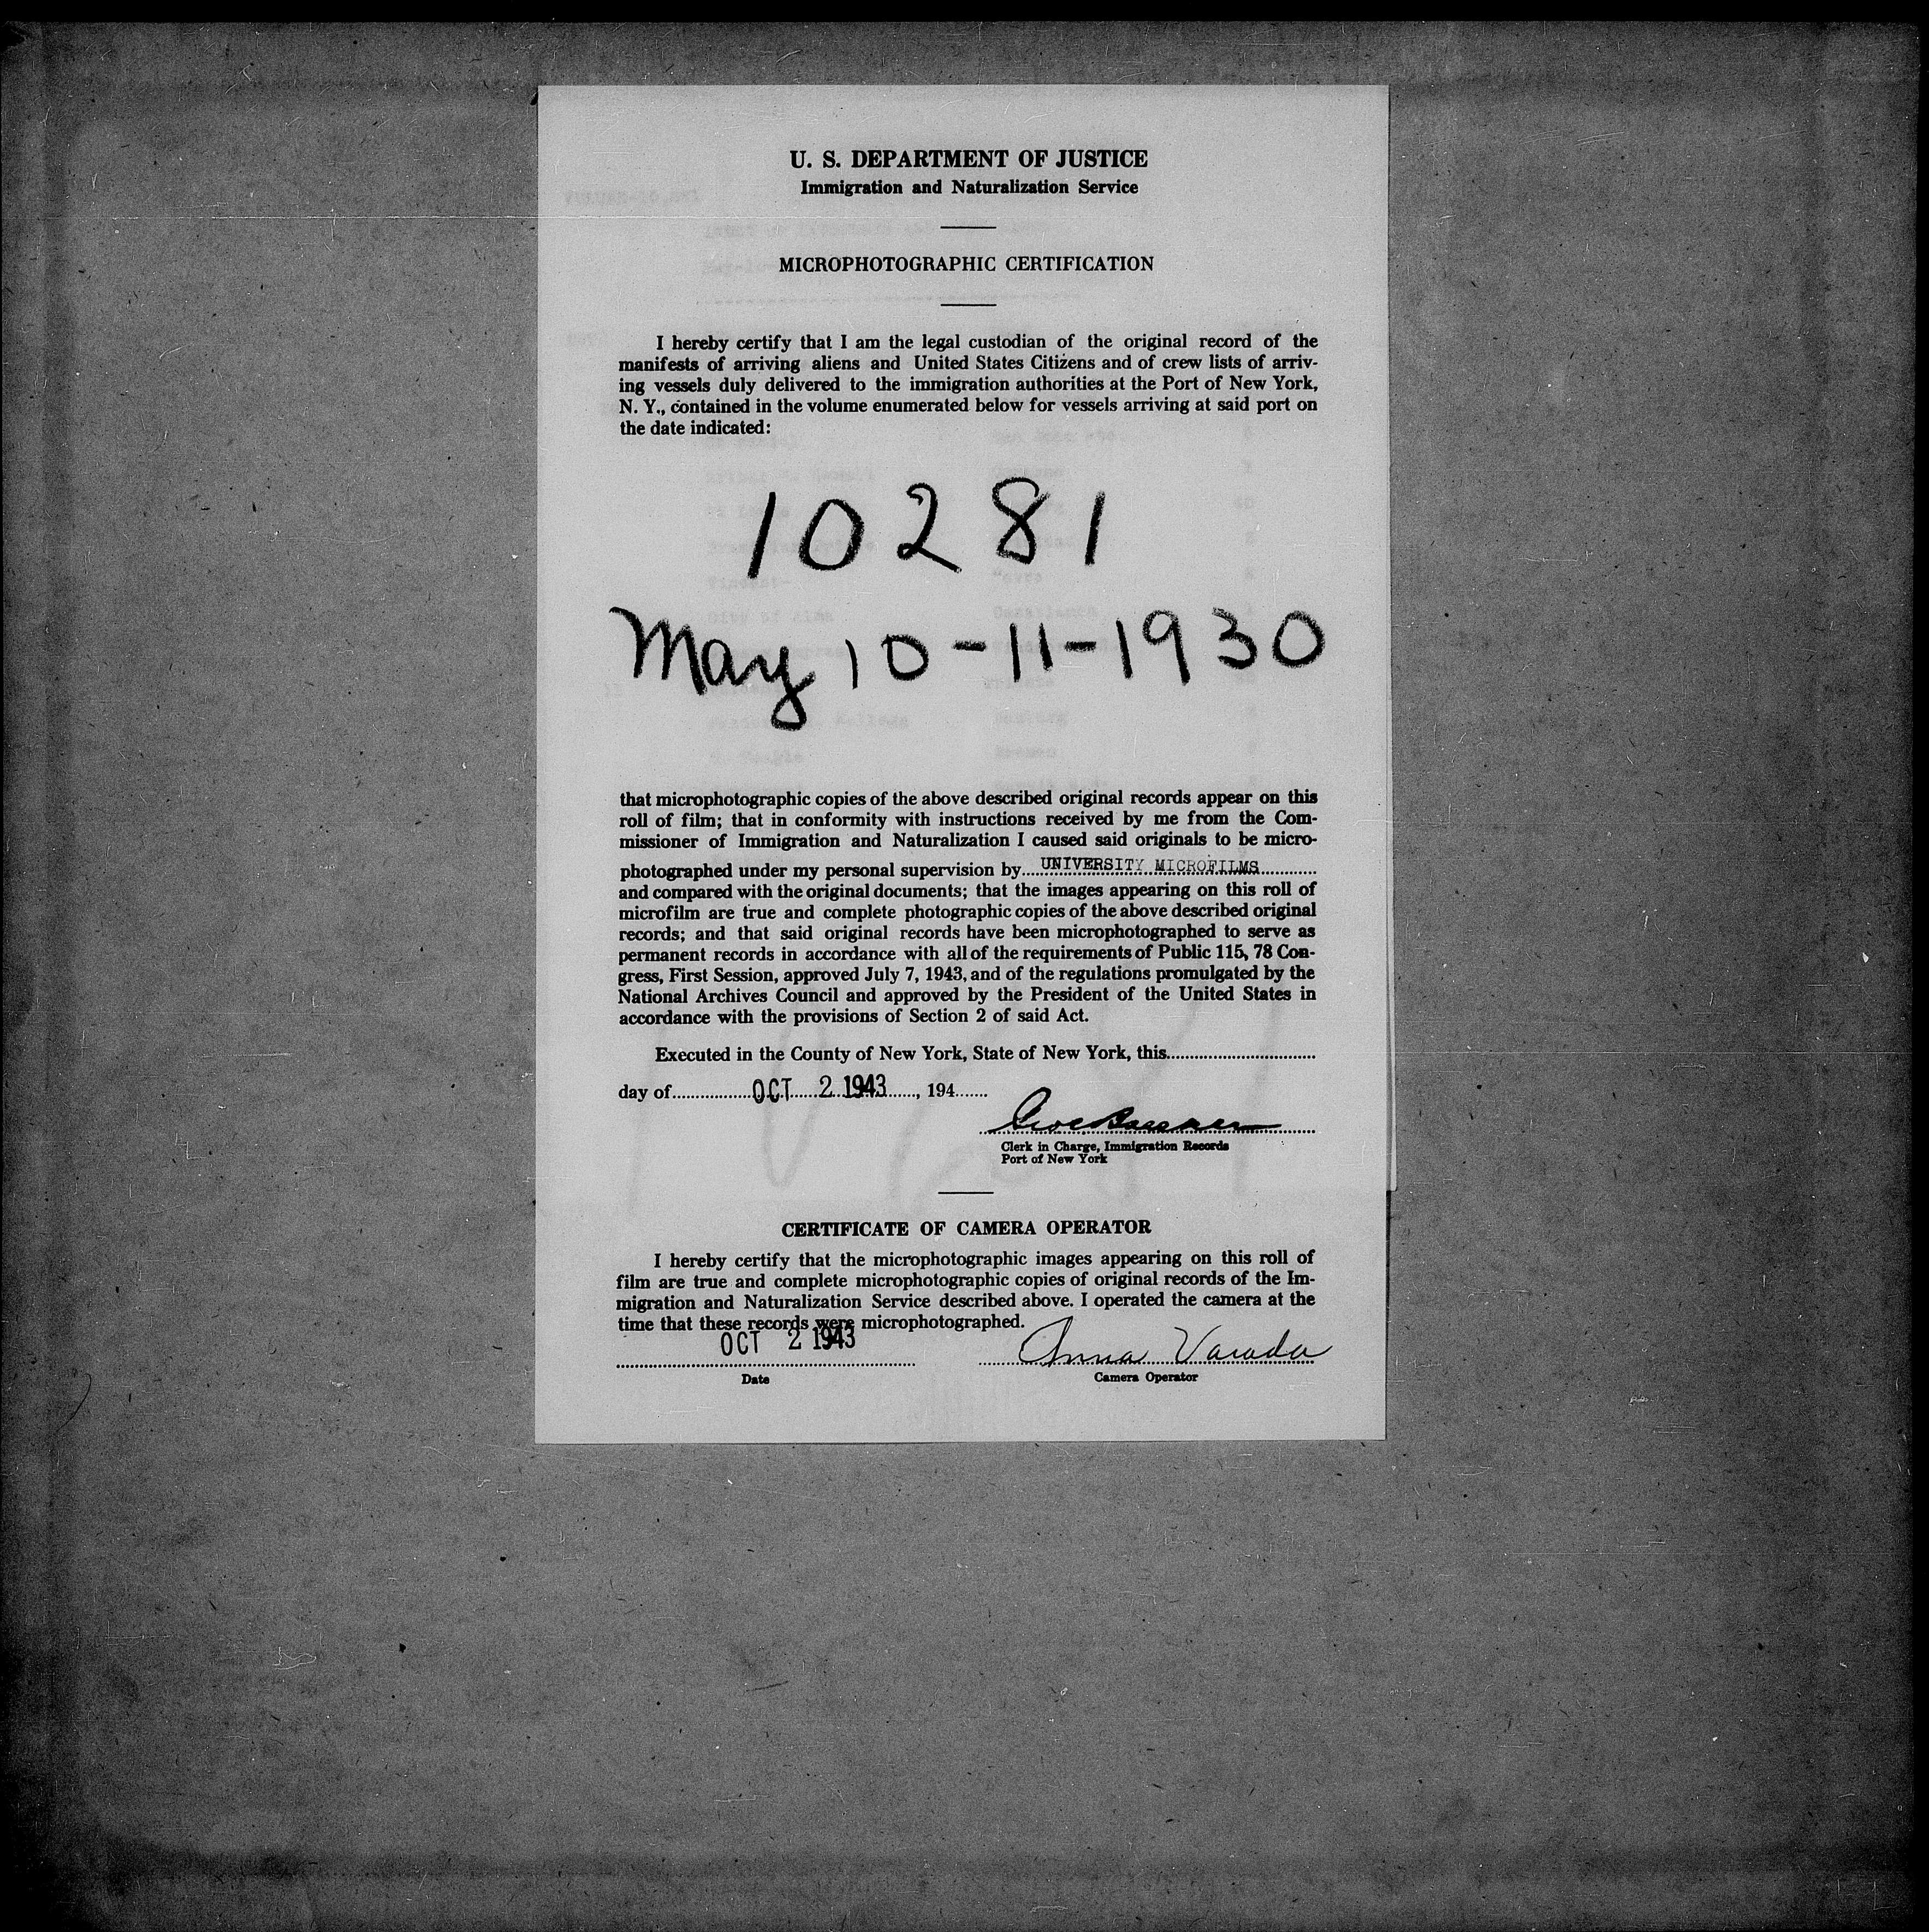 U. S. DEPARTMENT OF JUSTICE
Immigration and Naturalization Service
MICROPHOTOGRAPHIC CERTIFICATION
I hereby certify that I am the legal custodian of the original record of the
manifests of arriving aliens and United States Citizens and of crew lists of arriv-
ing vessels duly delivered to the immigration authorities at the Port of New York,
N. Y., contained in the volume enumerated below for vessels arriving at said port on
the date indicated:
10281
May 10-11-1930
that microphotographic copies of the above described original records appear on this
roll of film; that in conformity with instructions received by me from the Com-
missioner of Immigration and Naturalization I caused said originals to be micro-
photographed under my personal supervision by UNIVERSITY MICROFILMS
and compared with the original documents; that the images appearing on this roll of
microfilm are true and complete photographic copies of the above described original
records; and that said original records have been microphotographed to serve as
permanent records in accordance with all of the requirements of Public 115, 78 Con-
gress, First Session, approved July 7, 1943, and of the regulations promulgated by the
National Archives Council and approved by the President of the United States in
accordance with the provisions of Section 2 of said Act.
Executed in the County of New York, State of New York, this
day of OCT 2 1943, 194
Clerk in Charge, Immigration Records
Port of New York
CERTIFICATE OF CAMERA OPERATOR
I hereby certify that the microphotographic images appearing on this roll of
film are true and complete microphotographic copies of original records of the Im-
migration and Naturalization Service described above. I operated the camera at the
time that these records were microphotographed.
OCT 2 1943 Anna
Date Camera Operator